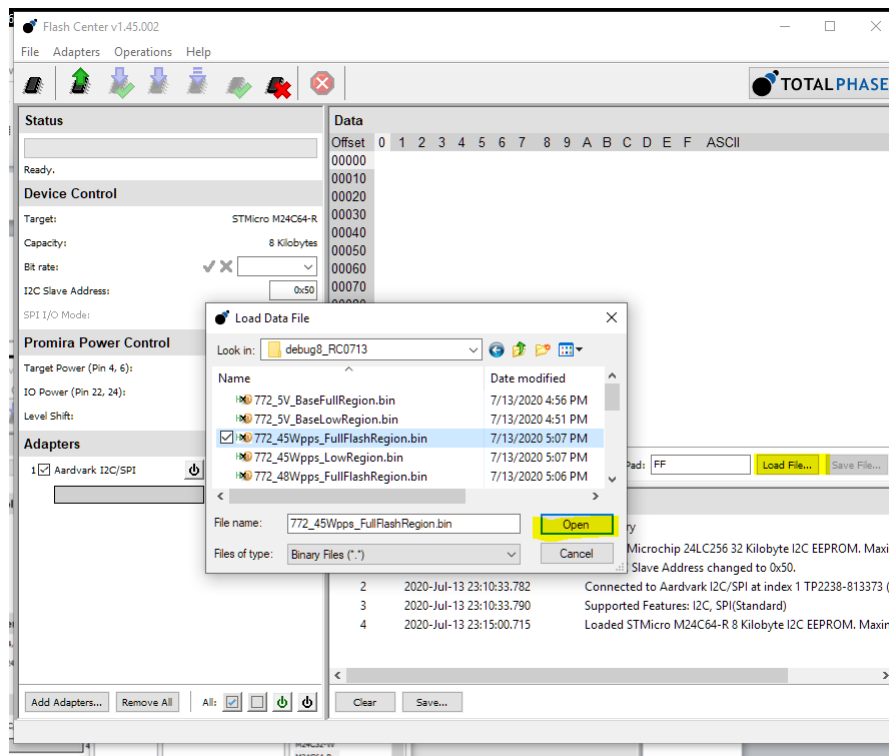 Flash Center v1.45.002
File Adapters Operations Help
TOTALPHASE
Status
Ready.
Device Control
Target: STMicro M24C64-R
Capacity: 8 Kilobytes
Bit rate:
I2C Slave Address: 0x50
SPI I/O Mode:
Promira Power Control
Target Power (Pin 4, 6):
IO Power (Pin 22, 24):
Level Shift:
Adapters
1 Aardvark I2C/SPI
Add Adapters... Remove All All:
Data
Offset 0 1 2 3 4 5 6 7 8 9 A B C D E F ASCII
00000
00010
00020
00030
00040
00050
00060
00070
Load Data File
Look in: debug8_RC0713
Name Date modified
772_5V_BaseFullRegion.bin 7/13/2020 4:56 PM
772_5V_BaseLowRegion.bin 7/13/2020 4:51 PM
772_45Wpps_FullFlashRegion.bin 7/13/2020 5:07 PM
772_45Wpps_LowRegion.bin 7/13/2020 5:07 PM
772_48Wpps_FullFlashRegion.bin 7/13/2020 5:06 PM
File name: 772_45Wpps_FullFlashRegion.bin Open
Files of type: Binary Files (*.*) Cancel
Pad: FF Load File... Save File...
ry
Microchip 24LC256 32 Kilobyte I2C EEPROM. Maxi
Slave Address changed to 0x50.
2 2020-Jul-13 23:10:33.782 Connected to Aardvark I2C/SPI at index 1 TP2238-813373 (
3 2020-Jul-13 23:10:33.790 Supported Features: I2C, SPI(Standard)
4 2020-Jul-13 23:15:00.715 Loaded STMicro M24C64-R 8 Kilobyte I2C EEPROM. Maxin
Clear Save...